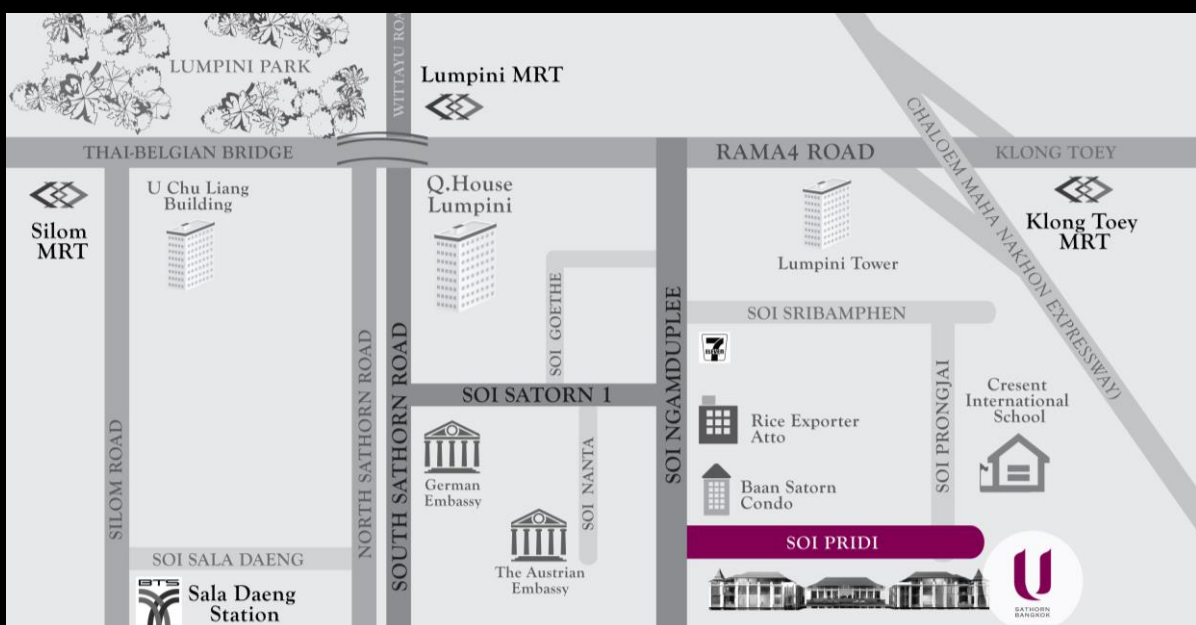 LUMPINI PARK
WITTAYU ROA
Lumpini MRT
THAI-BELGIAN BRIDGE
RAMA4 ROAD
KLONG TOEY
CHALOEM MAHA NAKHON EXPRESSWAY)
Silom
MRT
U Chu Liang
Building
Q.House
Lumpini
Lumpini Tower
Klong Toey
MRT
SOI GOETHE
SOI NGAMDUPLEE
SOI SRIBAMPHEN
7
ELEVEN
SILOM ROAD
NORTH SATHORN ROAD
SOUTH SATHORN ROAD
SOI SATORN 1
Cresent
International
School
Rice Exporter
Atto
SOI PRONGJAI
German
Embassy
SOI NANTA
Baan Satorn
Condo
The Austrian
Embassy
SOI PRIDI
SOI SALA DAENG
BTS
Sala Daeng
Station
U
SATHORN
BANGKOK